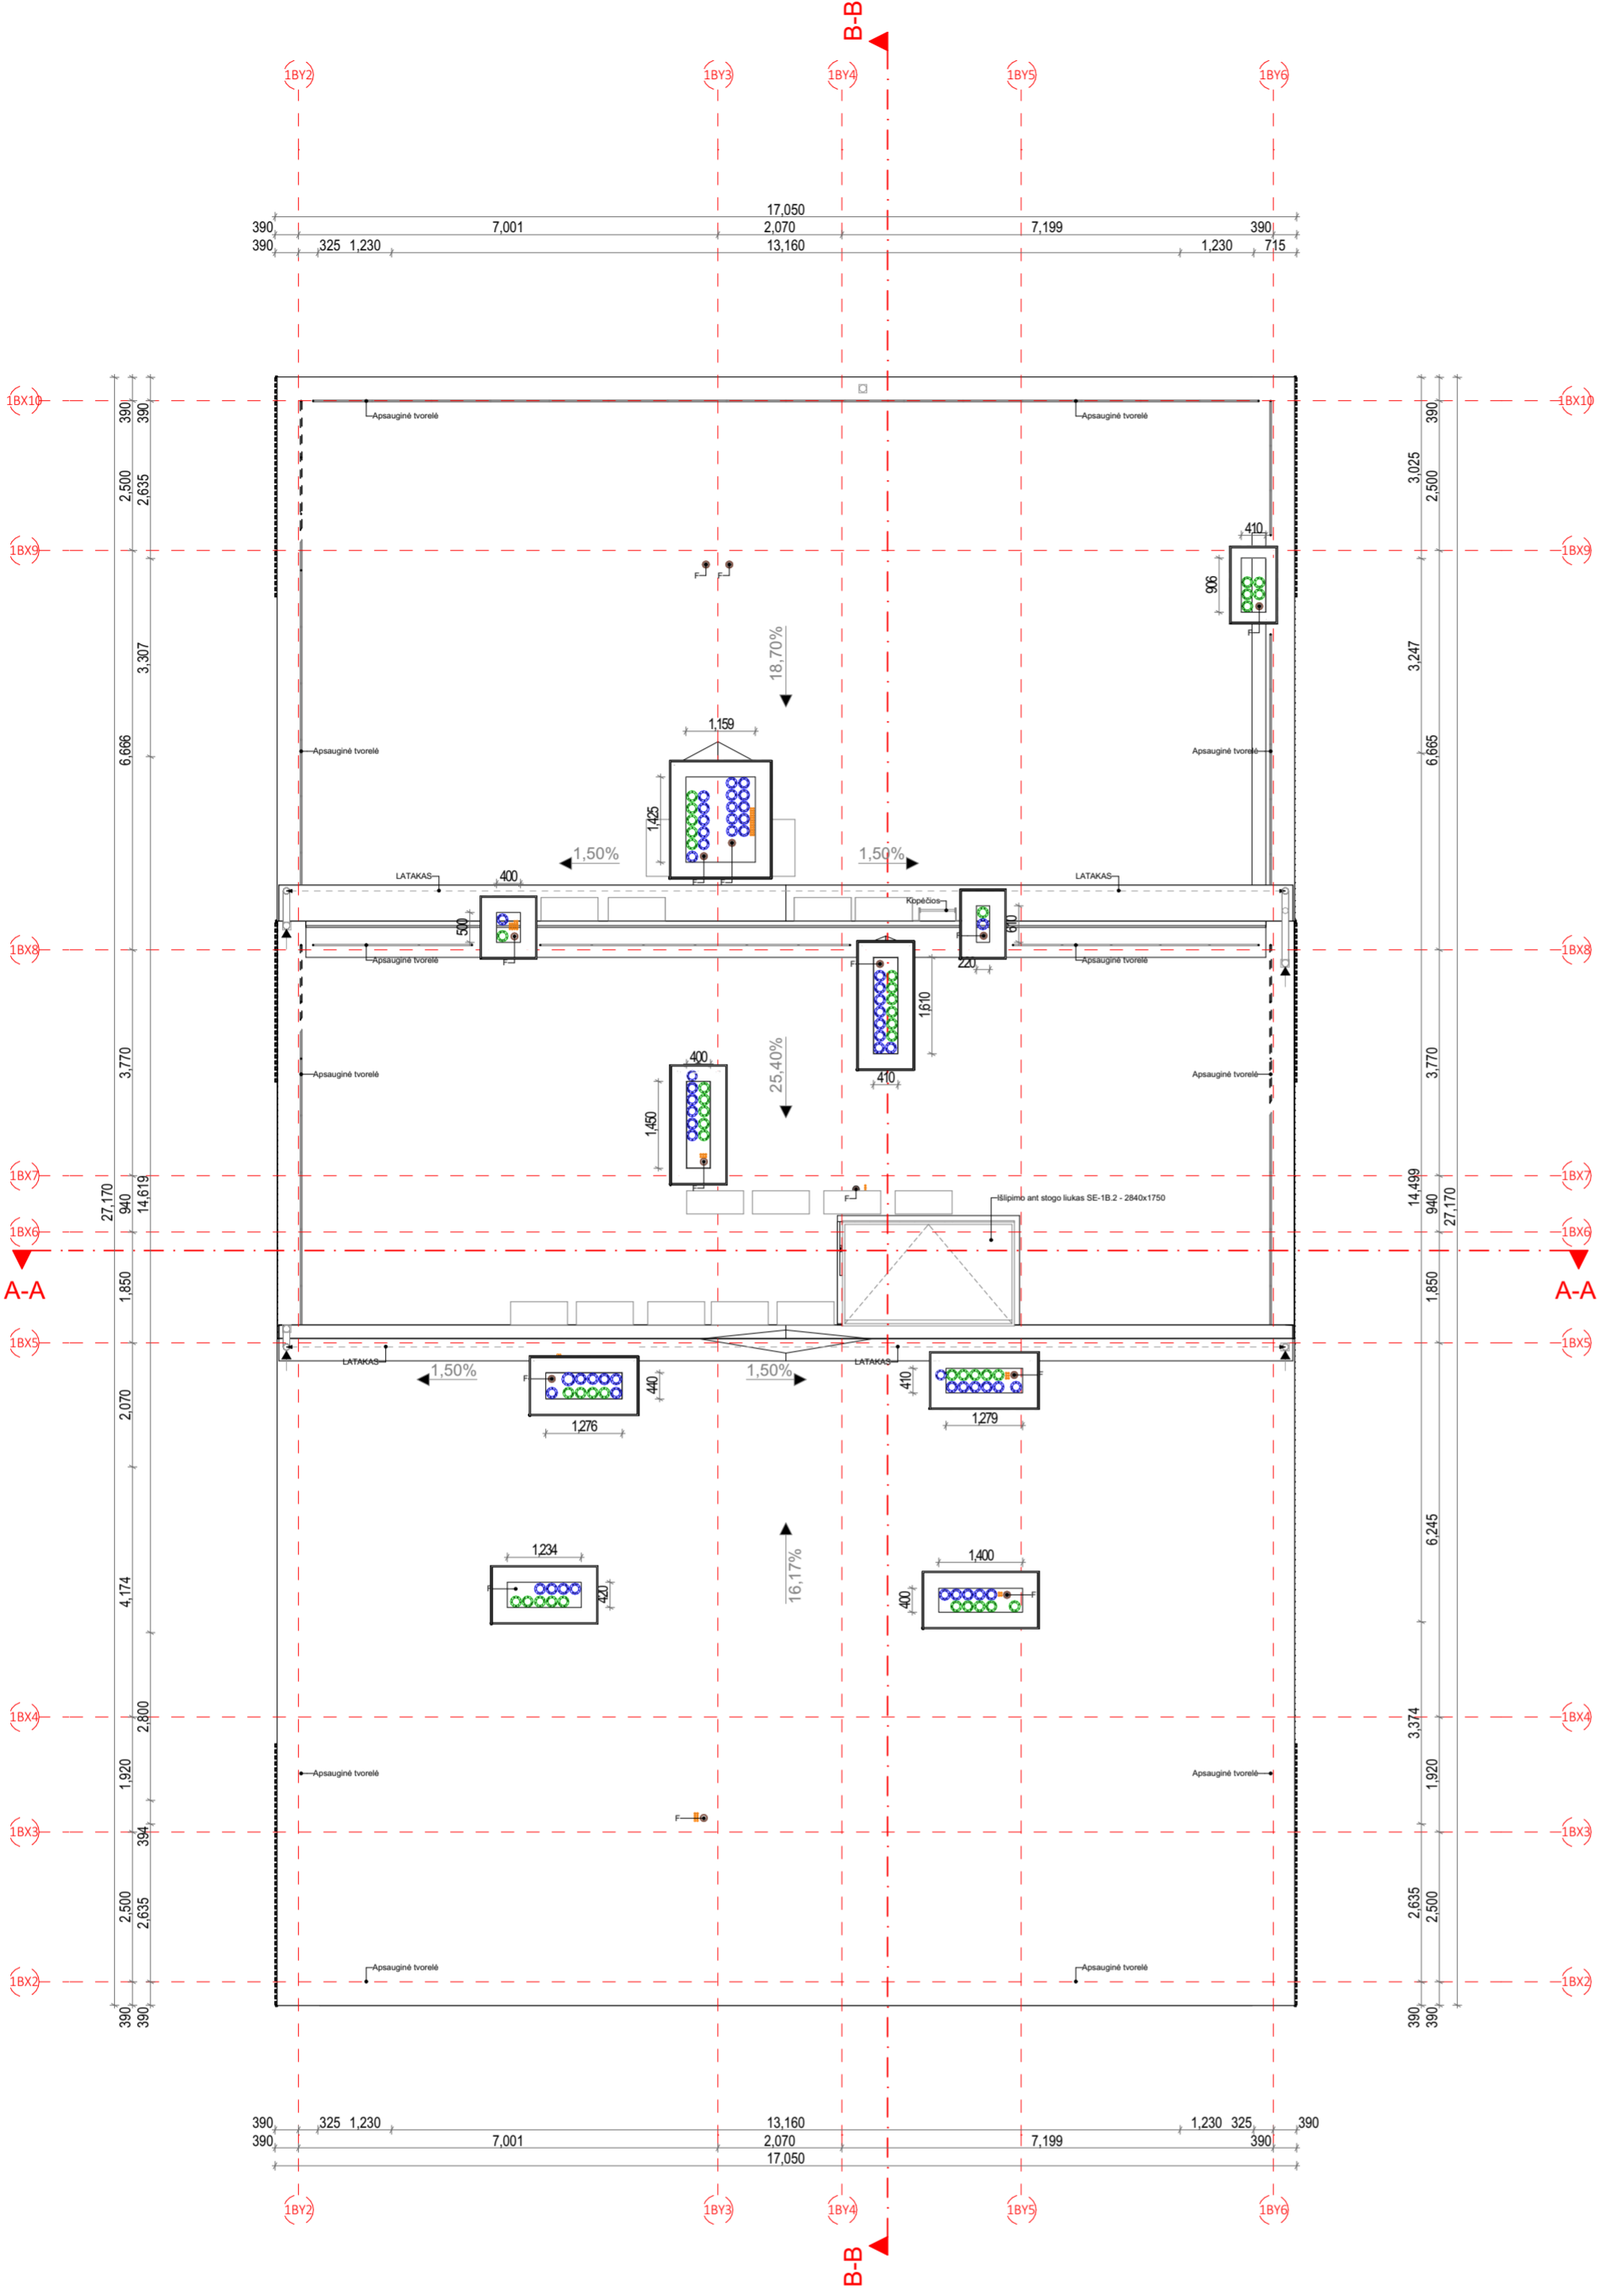 B-B
1BY2 1BY3 1BY4 1BY5 1BY6
17,050
390 7,001 2,070 7,199 390
390 325 1,230 13,160 1,230 715
1BX10 1BX10
390 390 390
Apsauginė tvorelė Apsauginė tvorelė
2,500 2,635 3,025 2,500
1BX9 1BX9
410
906
F F
F
18,70%
3,307 3,247
1,159
6,666 6,665
Apsauginė tvorelė Apsauginė tvorelė
1,425
1,50% 1,50%
F F
LATAKAS 400 LATAKAS
Kopėčios
500 610
1BX8 1BX8
Apsauginė tvorelė F F 220 Apsauginė tvorelė
F
1,610
25,40%
400
3,770 3,770
Apsauginė tvorelė 410 Apsauginė tvorelė
1,450
1BX7 1BX7
F
F Išlipimo ant stogo liukas SE-1B.2 - 2840x1750
27,170 940 14,619 14,499 940 27,170
1BX6 1BX6
A-A A-A
1,850 1,850
1BX5 1BX5
LATAKAS LATAKAS
1,50% 1,50%
F 440 410 F
2,070
1,276 1,279
16,17%
6,245
1,234 1,400
F 420 400 F
4,174
2,800
1BX4 1BX4
3,374
1,920 1,920
Apsauginė tvorelė Apsauginė tvorelė
F
1BX3 394 1BX3
2,500 2,635 2,635 2,500
Apsauginė tvorelė Apsauginė tvorelė
1BX2 1BX2
390 390 390 390
390 325 1,230 13,160 1,230 325 390
390 7,001 2,070 7,199 390
17,050
1BY2 1BY3 1BY4 1BY5 1BY6
B-B